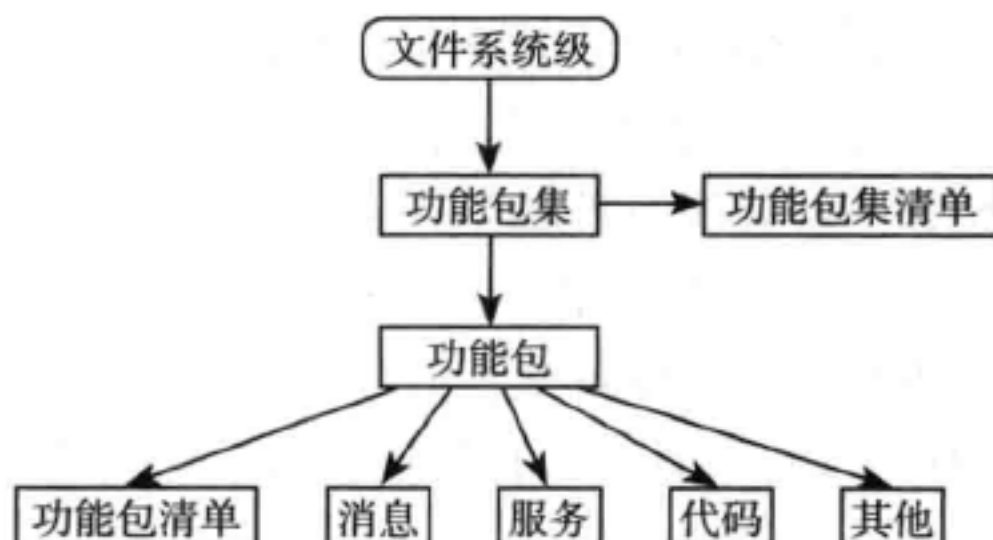 文件系统级
功能包集
功能包集清单
功能包
功能包清单
消息
服务
代码
其他